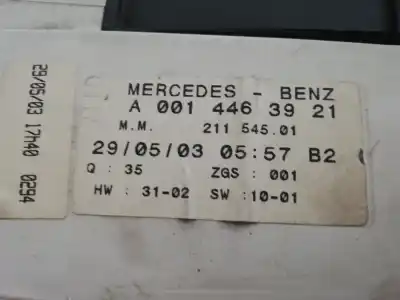 MERCEDES - BENZ
A 001 446 39 21
M.M. 211 545.01
29/05/03 05:57 B2
Q : 35 ZGS : 001
HW : 31-02 SW : 10-01
29/05/03 17h40 0294